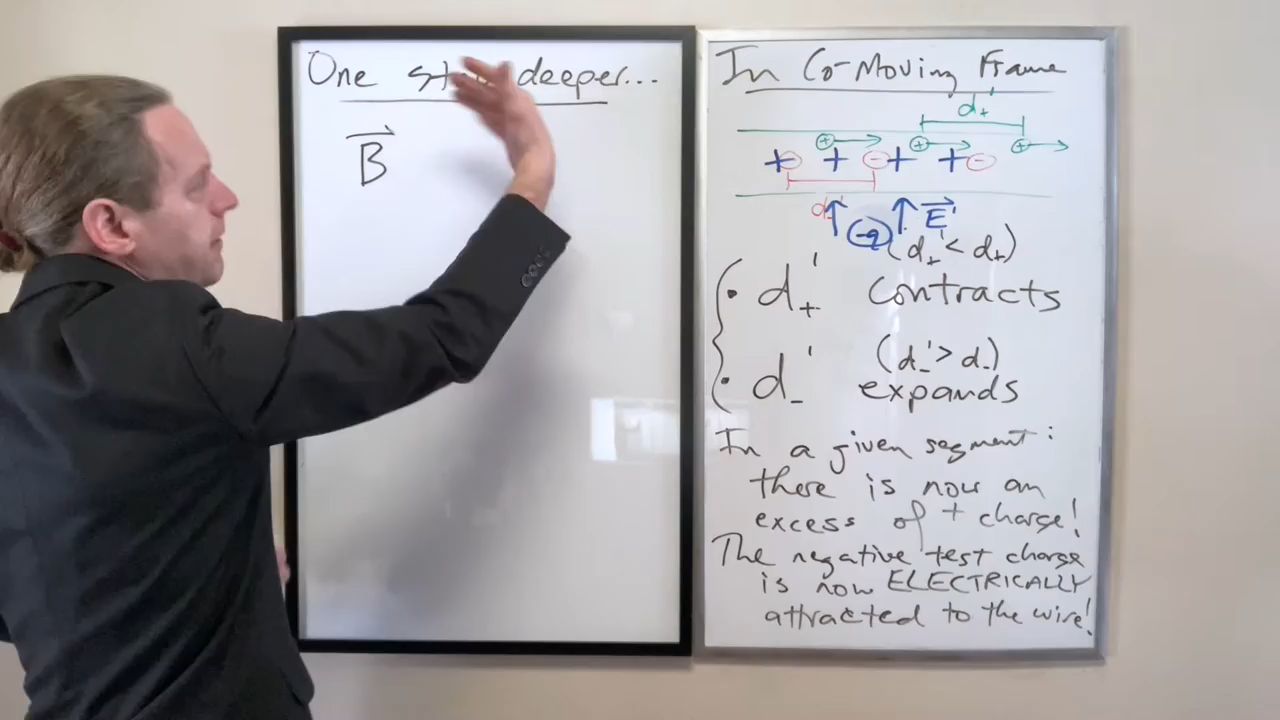 One deeper...
B
In Co-Moving Frame
d+'
+ - + + - + + + - +
d-'
-q E'
(d+' < d+)
• d+' contracts
(d-' > d-)
• d-' expands
In a given segment:
there is now an
excess of + charge!
The negative test charge
is now ELECTRICALLY
attracted to the wire!